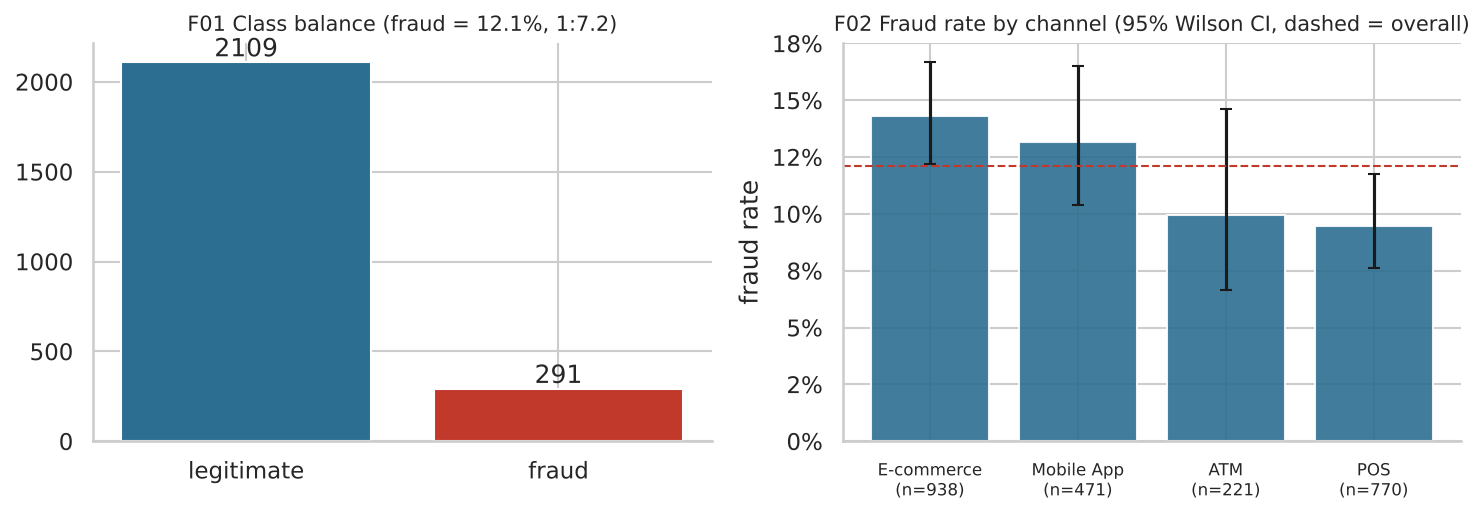 F01 Class balance (fraud = 12.1%, 1:7.2)
2109
2000
1500
1000
500
0
291
legitimate
fraud
F02 Fraud rate by channel (95% Wilson CI, dashed = overall)
fraud rate
18%
15%
12%
10%
8%
5%
2%
0%
E-commerce
(n=938)
Mobile App
(n=471)
ATM
(n=221)
POS
(n=770)